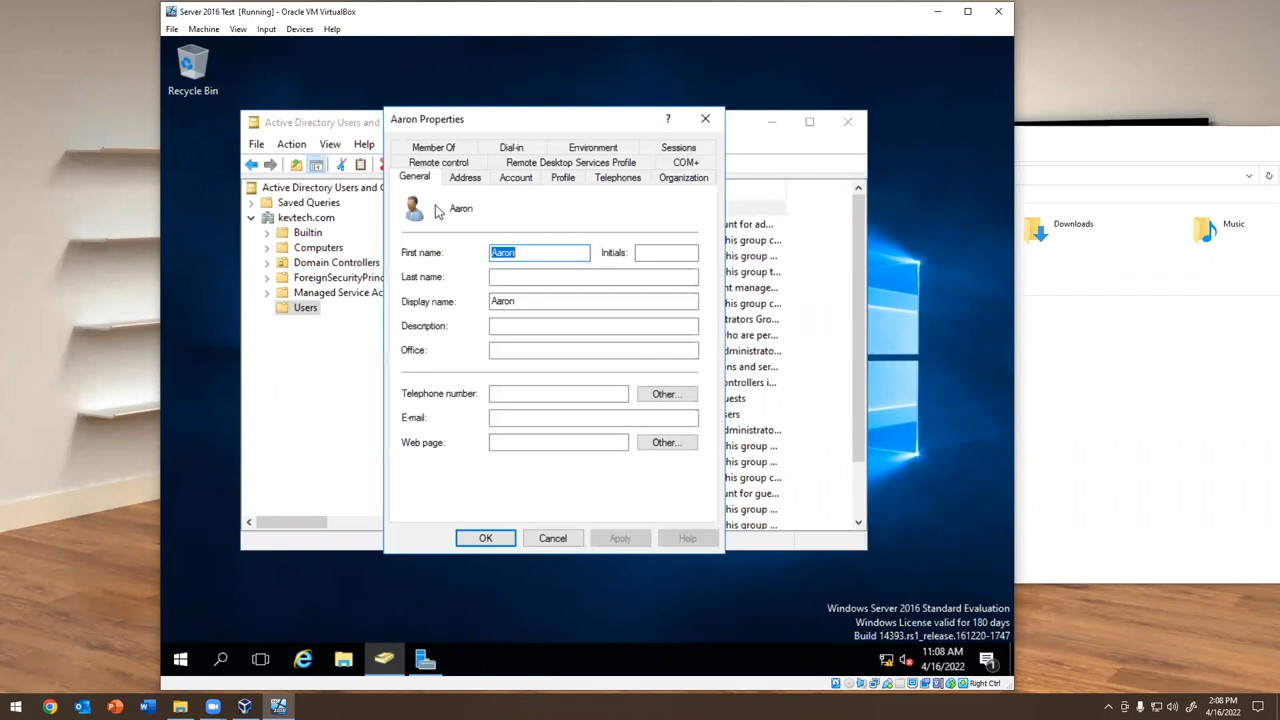 Server 2016 Test [Running] - Oracle VM VirtualBox
File Machine View Input Devices Help
Recycle Bin
Active Directory Users and
File Action View Help
Active Directory Users and C
Saved Queries
kevtech.com
Builtin
Computers
Domain Controllers
ForeignSecurityPrinc
Managed Service Ac
Users
Aaron Properties
?
Member Of Dial-in Environment Sessions
Remote control Remote Desktop Services Profile COM+
General Address Account Profile Telephones Organization
Aaron
First name: Aaron Initials:
Last name:
Display name: Aaron
Description:
Office:
Telephone number: Other...
E-mail:
Web page: Other...
OK Cancel Apply Help
unt for ad...
his group c...
his group ...
his group t...
nt manage...
his group c...
trators Gro...
who are per...
dministrato...
ens and ser...
ontrollers i...
uests
sers
dministrato...
his group ...
his group ...
his group c...
unt for gue...
his group ...
his group ...
Downloads
Music
Windows Server 2016 Standard Evaluation
Windows License valid for 180 days
Build 14393.rs1_release.161220-1747
11:08 AM
4/16/2022
1
Right Ctrl
2:08 PM
4/16/2022